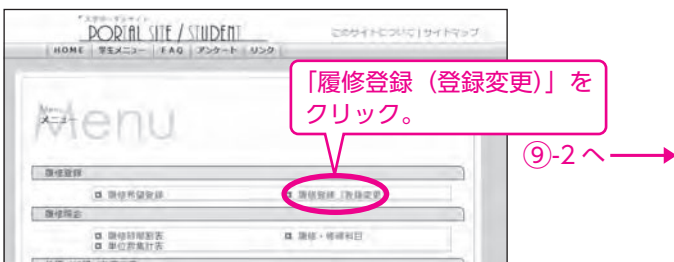 ポータルサイト
PORTAL SITE / STUDENT
このサイトについて | サイトマップ
HOME 学生メニュー FAQ アンケート リンク
「履修登録（登録変更）」を
クリック。
メニュー
Menu
⑨-2 へ
履修登録
履修希望登録
履修登録（登録変更
履修照会
履修時間割表
履修・修得科目
単位数集計表